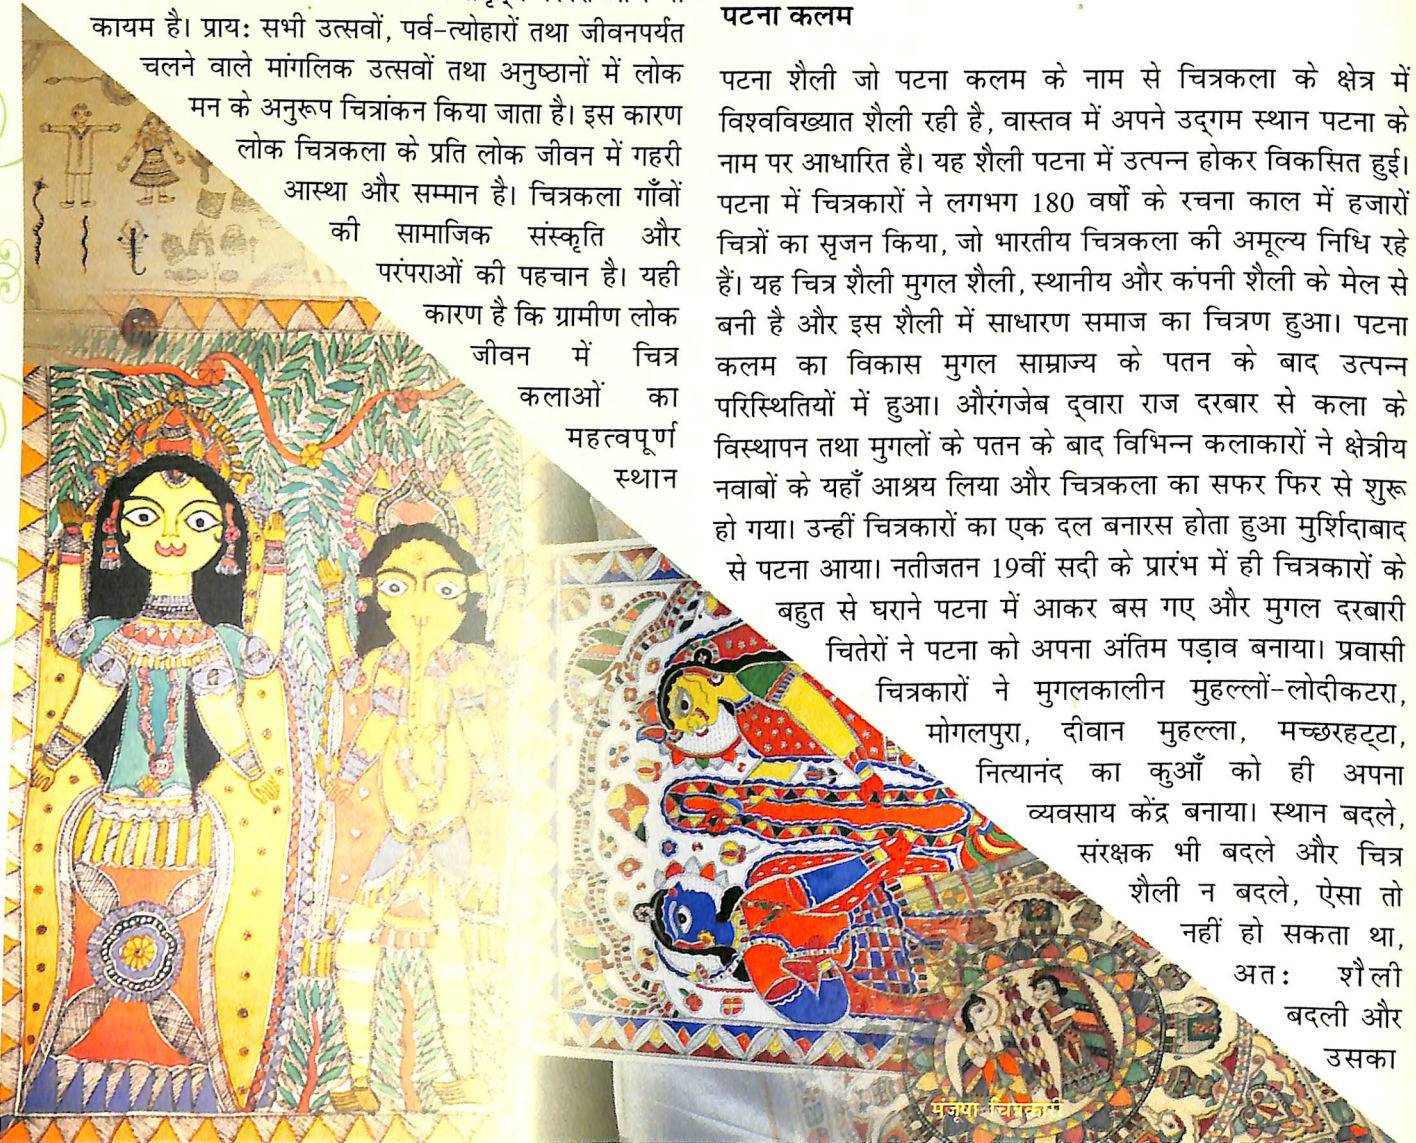 कायम है। प्राय: सभी उत्सवों, पर्व-त्योहारों तथा जीवनपर्यत
चलने वाले मांगलिक उत्सवों तथा अनुष्ठानों में लोक
मन के अनुरूप चित्रांकन किया जाता है। इस कारण
लोक चित्रकला के प्रति लोक जीवन में गहरी
आस्था और सम्मान है। चित्रकला गाँवों
की सामाजिक संस्कृति और
परंपराओं की पहचान है। यही
कारण है कि ग्रामीण लोक
जीवन में चित्र
कलाओं का
महत्वपूर्ण
स्थान
पटना कलम
पटना शैली जो पटना कलम के नाम से चित्रकला के क्षेत्र में
विश्वविख्यात शैली रही है, वास्तव में अपने उद्गम स्थान पटना के
नाम पर आधारित है। यह शैली पटना में उत्पन्न होकर विकसित हुई।
पटना में चित्रकारों ने लगभग 180 वर्षों के रचना काल में हजारों
चित्रों का सृजन किया, जो भारतीय चित्रकला की अमूल्य निधि रहे
हैं। यह चित्र शैली मुगल शैली, स्थानीय और कंपनी शैली के मेल से
बनी है और इस शैली में साधारण समाज का चित्रण हुआ। पटना
कलम का विकास मुगल साम्राज्य के पतन के बाद उत्पन्न
परिस्थितियों में हुआ। औरंगजेब द्वारा राज दरबार से कला के
विस्थापन तथा मुगलों के पतन के बाद विभिन्न कलाकारों ने क्षेत्रीय
नवाबों के यहाँ आश्रय लिया और चित्रकला का सफर फिर से शुरू
हो गया। उन्हीं चित्रकारों का एक दल बनारस होता हुआ मुर्शिदाबाद
से पटना आया। नतीजतन 19वीं सदी के प्रारंभ में ही चित्रकारों के
बहुत से घराने पटना में आकर बस गए और मुगल दरबारी
चितेरों ने पटना को अपना अंतिम पड़ाव बनाया। प्रवासी
चित्रकारों ने मुगलकालीन मुहल्लों-लोदीकटरा,
मोगलपुरा, दीवान मुहल्ला, मच्छरहट्टा,
नित्यानंद का कुआँ को ही अपना
व्यवसाय केंद्र बनाया। स्थान बदले,
संरक्षक भी बदले और चित्र
शैली न बदले, ऐसा तो
नहीं हो सकता था,
अत: शैली
बदली और
उसका
मंजूषा चित्रकारी